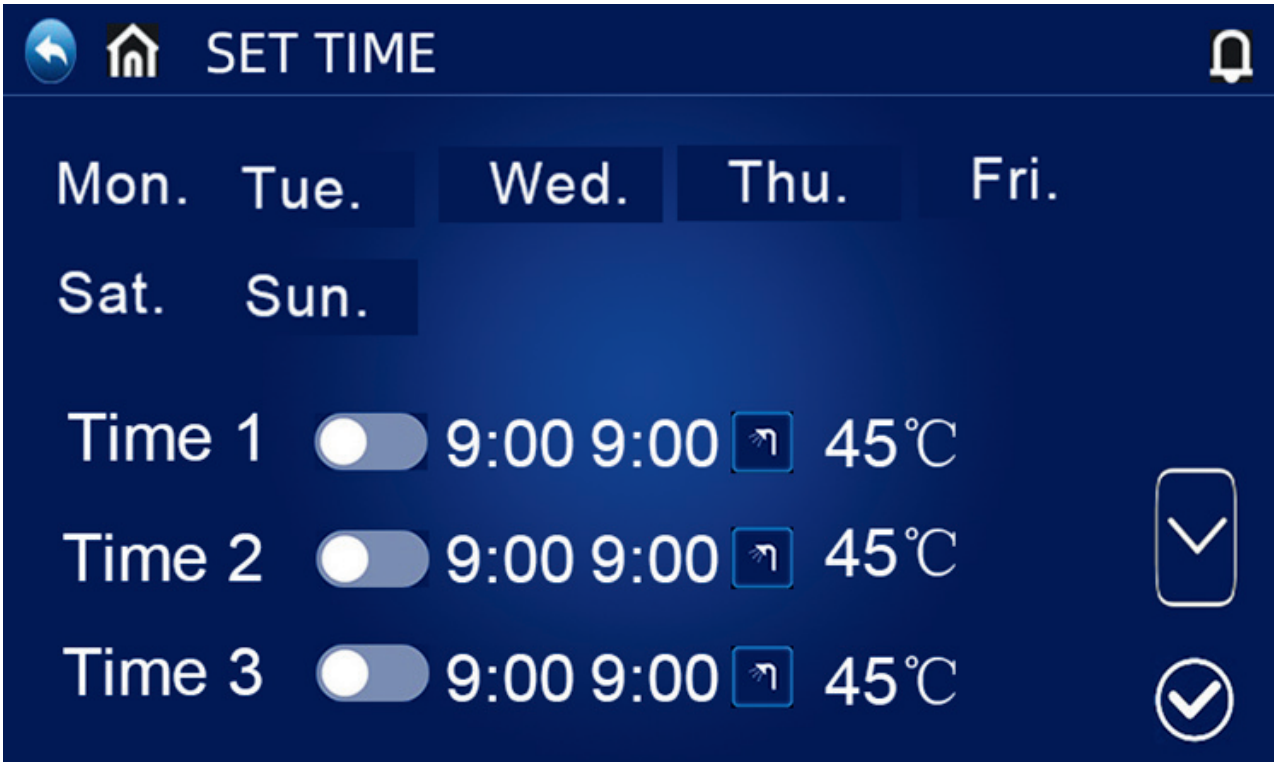 SET TIME
Mon. Tue. Wed. Thu. Fri.
Sat. Sun.
Time 1 9:00 9:00 45℃
Time 2 9:00 9:00 45℃
Time 3 9:00 9:00 45℃